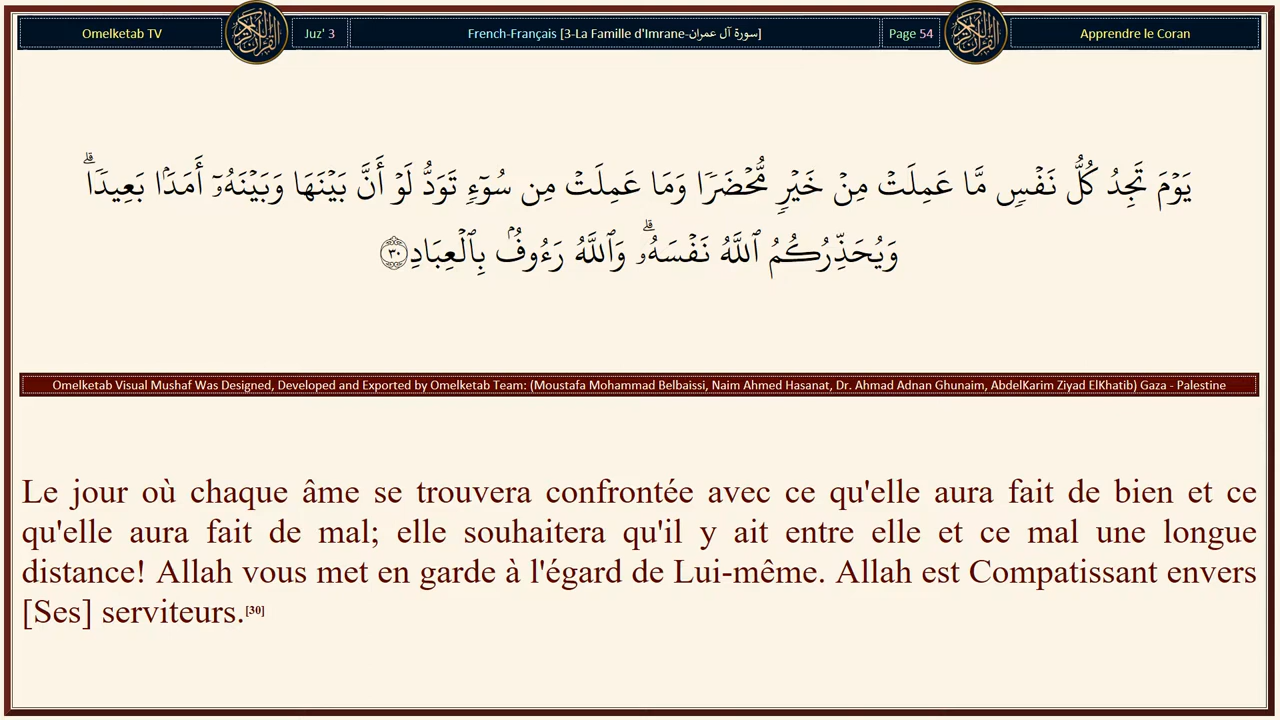 Omelketab TV
Juz' 3
French-Français [3-La Famille d'Imrane-سورة آل عمران]
Page 54
Apprendre le Coran
يَوْمَ تَجِدُ كُلُّ نَفْسٍ مَّا عَمِلَتْ مِنْ خَيْرٍ مُّحْضَرًا وَمَا عَمِلَتْ مِن سُوٓءٍ تَوَدُّ لَوْ أَنَّ بَيْنَهَا وَبَيْنَهُۥٓ أَمَدًۢا بَعِيدًا ۗ
وَيُحَذِّرُكُمُ ٱللَّهُ نَفْسَهُۥ ۗ وَٱللَّهُ رَءُوفٌۢ بِٱلْعِبَادِ ٣٠
Omelketab Visual Mushaf Was Designed, Developed and Exported by Omelketab Team: (Moustafa Mohammad Belbaissi, Naim Ahmed Hasanat, Dr. Ahmad Adnan Ghunaim, AbdelKarim Ziyad ElKhatib) Gaza - Palestine
Le jour où chaque âme se trouvera confrontée avec ce qu'elle aura fait de bien et ce
qu'elle aura fait de mal; elle souhaitera qu'il y ait entre elle et ce mal une longue
distance! Allah vous met en garde à l'égard de Lui-même. Allah est Compatissant envers
[Ses] serviteurs.[30]